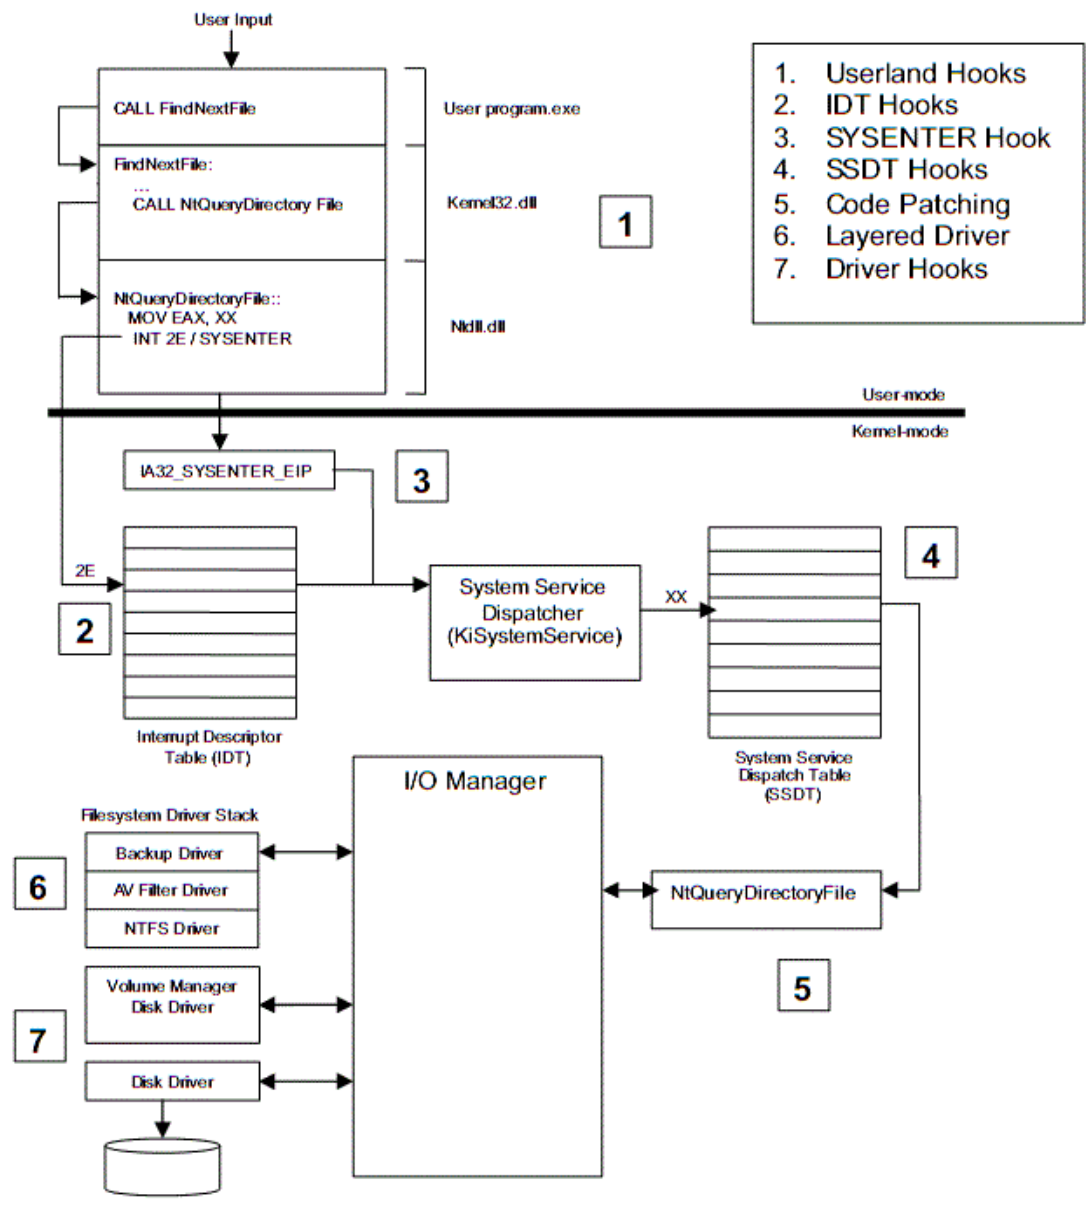 User Input
CALL FindNextFile
User program.exe
FindNextFile:
...
CALL NtQueryDirectory File
Kernel32.dll
1
NtQueryDirectoryFile::
MOV EAX, XX
INT 2E / SYSENTER
Ntdll.dll
1. Userland Hooks
2. IDT Hooks
3. SYSENTER Hook
4. SSDT Hooks
5. Code Patching
6. Layered Driver
7. Driver Hooks
User-mode
Kernel-mode
IA32_SYSENTER_EIP
3
2E
2
Interrupt Descriptor
Table (IDT)
System Service
Dispatcher
(KiSystemService)
XX
4
System Service
Dispatch Table
(SSDT)
I/O Manager
Filesystem Driver Stack
Backup Driver
AV Filter Driver
NTFS Driver
6
NtQueryDirectoryFile
5
Volume Manager
Disk Driver
7
Disk Driver